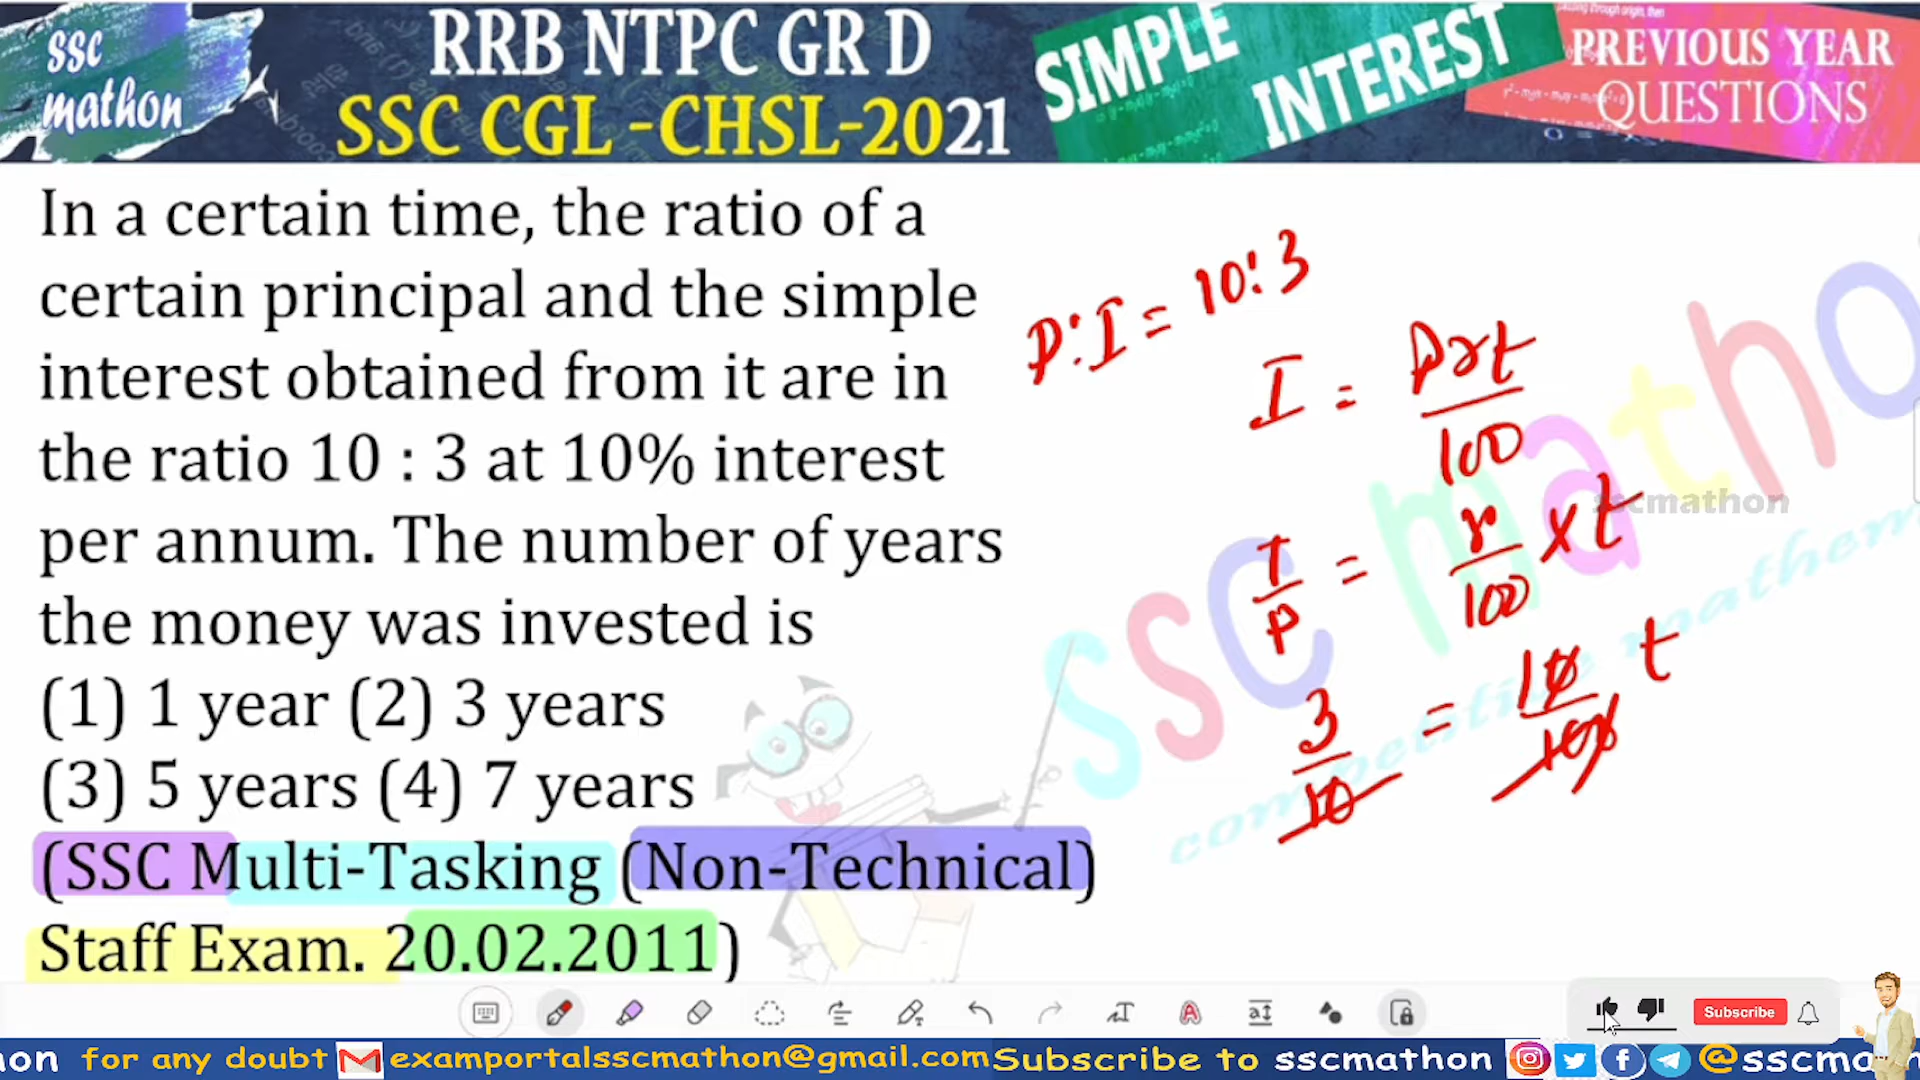 ssc
mathon
RRB NTPC GR D
SSC CGL -CHSL-2021
SIMPLE
INTEREST
PREVIOUS YEAR
QUESTIONS
In a certain time, the ratio of a
certain principal and the simple
interest obtained from it are in
the ratio 10 : 3 at 10% interest
per annum. The number of years
the money was invested is
(1) 1 year (2) 3 years
(3) 5 years (4) 7 years
(SSC Multi-Tasking (Non-Technical)
Staff Exam. 20.02.2011)
P:I = 10:3
I = Prt/100
I/P = r/100 × t
3/10 = 10/100 t
ssc matho
sscmathon
Subscribe
for any doubt examportalsscmathon@gmail.com Subscribe to sscmathon @sscma